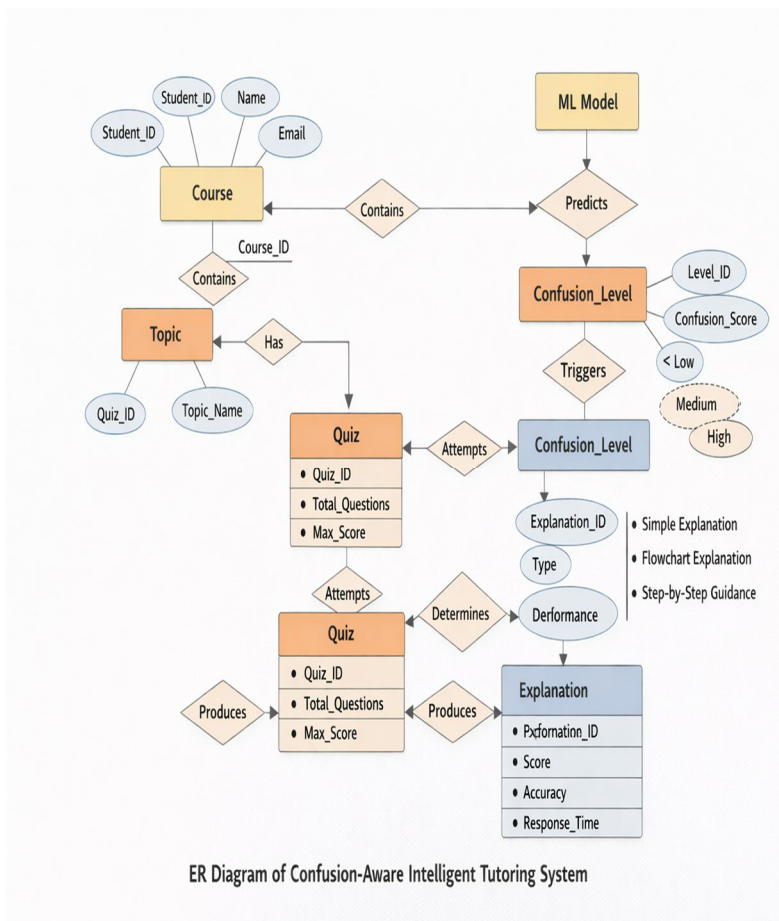 ML Model
Student_ID
Name
Student_ID
Email
Course
Contains
Predicts
Course_ID
Contains
Level_ID
Confusion_Level
Confusion_Score
Topic
Has
< Low
Triggers
Quiz_ID
Topic_Name
Medium
High
Quiz
Attempts
Confusion_Level
• Quiz_ID
• Total_Questions
• Max_Score
Explanation_ID
• Simple Explanation
• Flowchart Explanation
• Step-by-Step Guidance
Type
Attempts
Determines
Derformance
Quiz
• Quiz_ID
• Total_Questions
• Max_Score
Produces
Produces
Explanation
• Score
• Accuracy
• Response_Time
ER Diagram of Confusion-Aware Intelligent Tutoring System